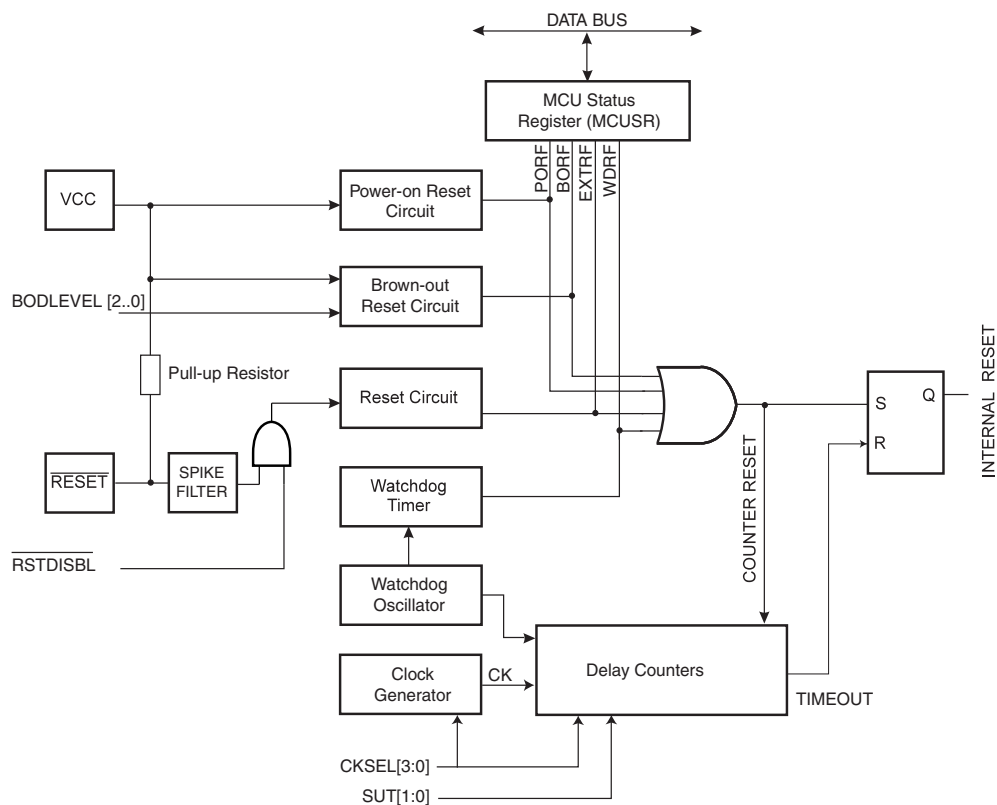 DATA BUS
MCU Status
Register (MCUSR)
PORF
BORF
EXTRF
WDRF
VCC
Power-on Reset
Circuit
BODLEVEL [2..0]
Brown-out
Reset Circuit
Pull-up Resistor
Reset Circuit
RESET
SPIKE
FILTER
RSTDISBL
Watchdog
Timer
Watchdog
Oscillator
Clock
Generator
CK
Delay Counters
COUNTER RESET
S
Q
R
INTERNAL RESET
TIMEOUT
CKSEL[3:0]
SUT[1:0]